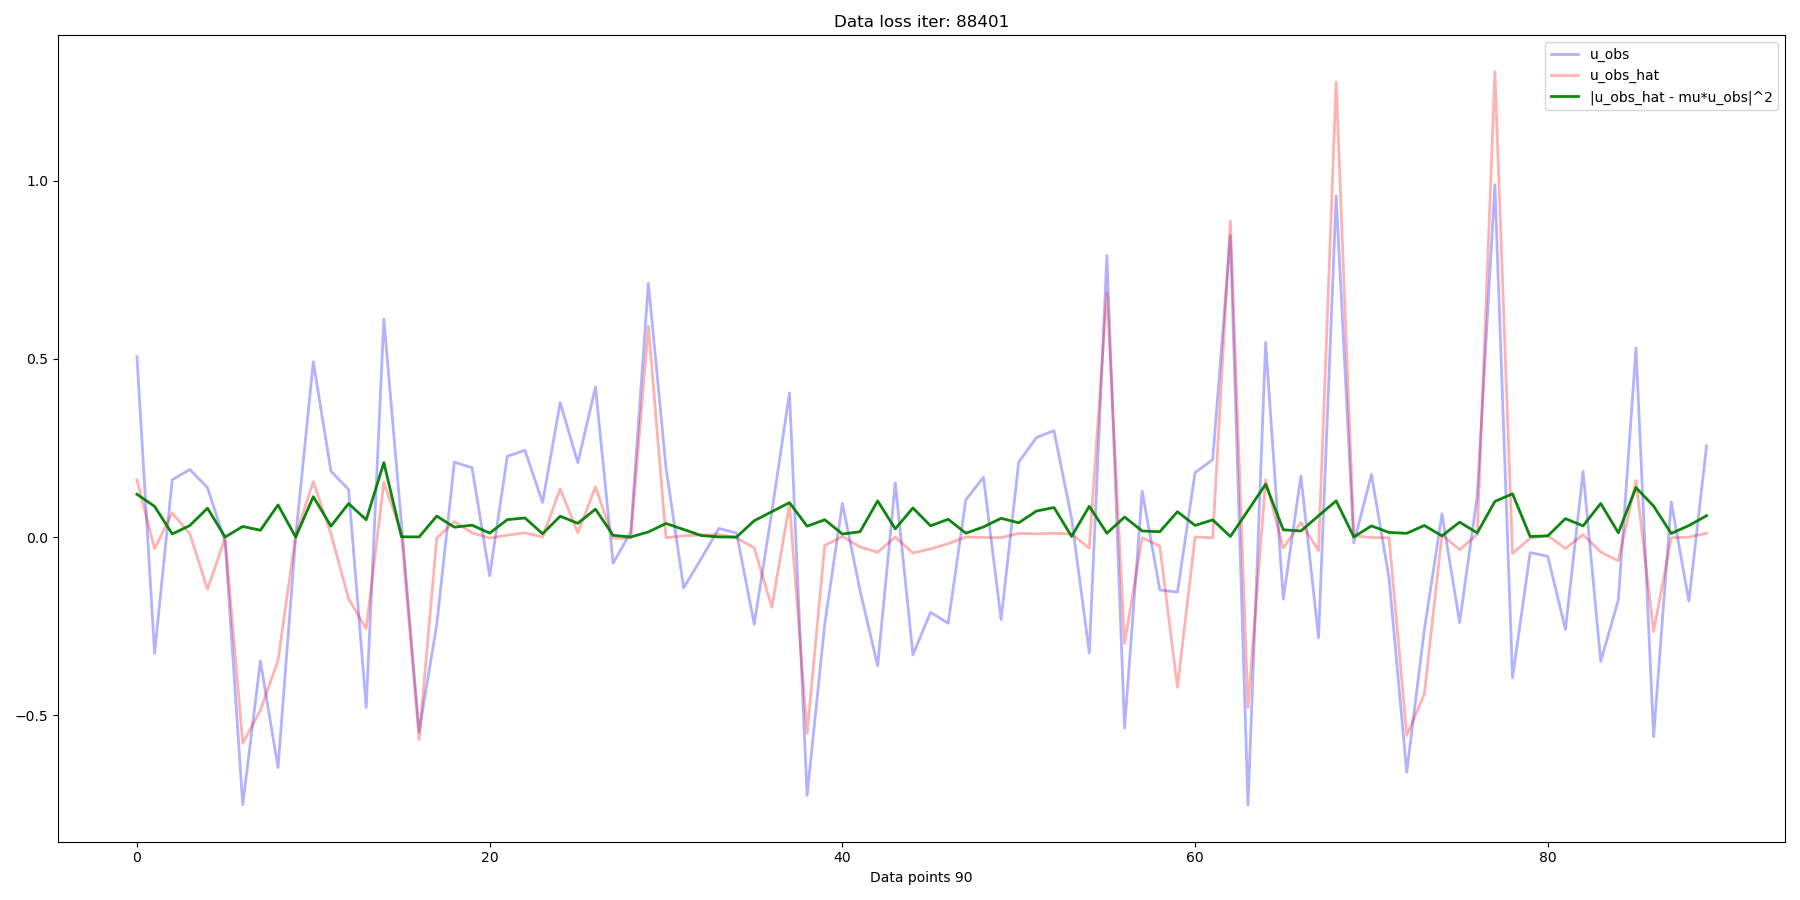 Data loss iter: 88401
u_obs
u_obs_hat
|u_obs_hat - mu*u_obs|^2
1.0
0.5
0.0
−0.5
0 20 40 60 80
Data points 90